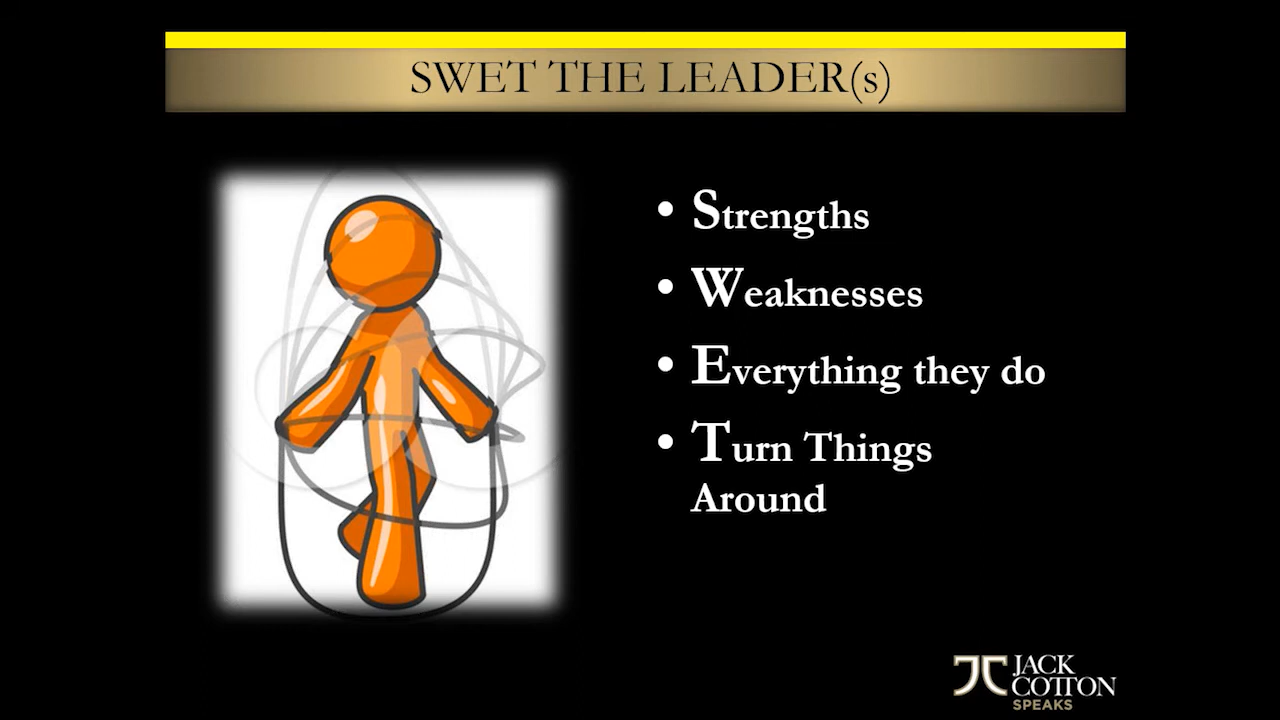 SWET THE LEADER(s)
• Strengths
• Weaknesses
• Everything they do
• Turn Things
Around
JACK
COTTON
SPEAKS